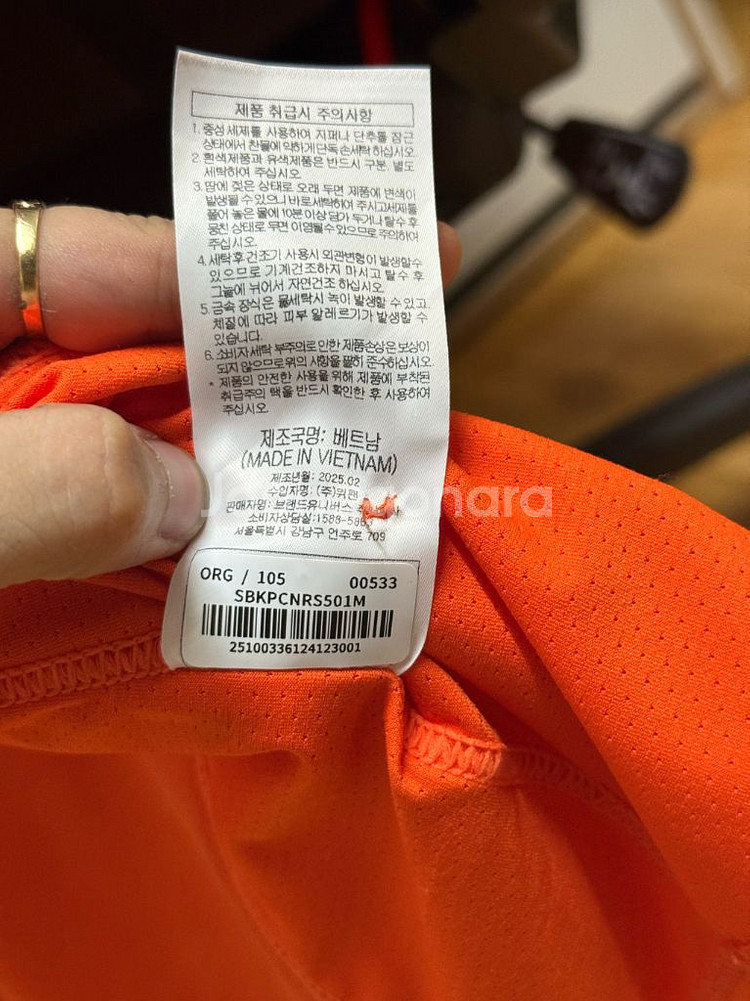 제품 취급시 주의사항
1. 중성세제를 사용하여 지퍼나 단추를 잠근
상태에서 찬물에 약하게 단독 손세탁 하십시오.
2. 흰색제품과 유색제품은 반드시 구분, 별도
세탁하여 주십시오.
3. 땀에 젖은 상태로 오래 두면 제품에 변색이
발생될 수 있으니 바로 세탁하여 주시고 세제를
풀어 놓은 물에 10분 이상 담가 두거나 탈수 후
뭉친 상태로 두면 이염될 수 있으므로 주의하여
주십시오.
4. 세탁 후 건조기 사용시 외관변형이 발생할 수
있으므로 기계건조하지 마시고 탈수 후
그늘에 뉘어서 자연건조 하십시오.
5. 금속 장식은 물세탁시 녹이 발생할 수 있고,
체질에 따라 피부 알레르기가 발생할 수
있습니다.
6. 소비자 세탁 부주의로 인한 제품손상은 보상이
되지 않으므로 위의 사항을 필히 준수하십시오.
* 제품의 안전한 사용을 위해 제품에 부착된
취급주의 택을 반드시 확인한 후 사용하여
주십시오.
제조국명: 베트남
(MADE IN VIETNAM)
제조년월: 2025.02
수입자명: (주)위팬
판매자명: 브랜드유니버스
소비자상담실:1588-
서울특별시 강남구 언주로 709
ORG / 105 00533
SBKPCNRS501M
25100336124123001